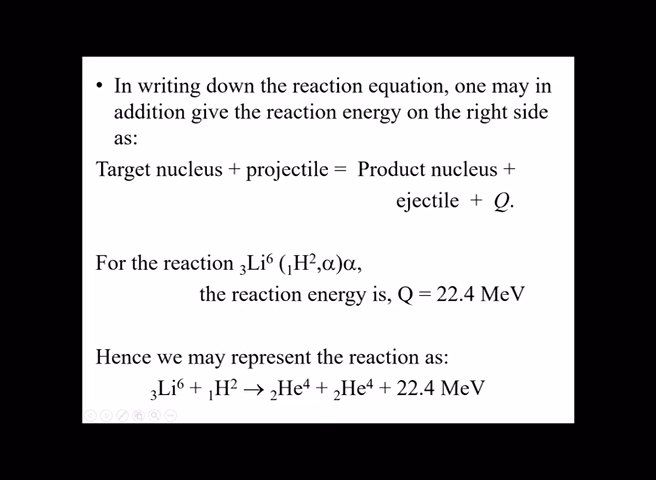 • In writing down the reaction equation, one may in
addition give the reaction energy on the right side
as:
Target nucleus + projectile = Product nucleus +
ejectile + Q.
For the reaction ₃Li⁶ (₁H²,α)α,
the reaction energy is, Q = 22.4 MeV
Hence we may represent the reaction as:
₃Li⁶ + ₁H² → ₂He⁴ + ₂He⁴ + 22.4 MeV